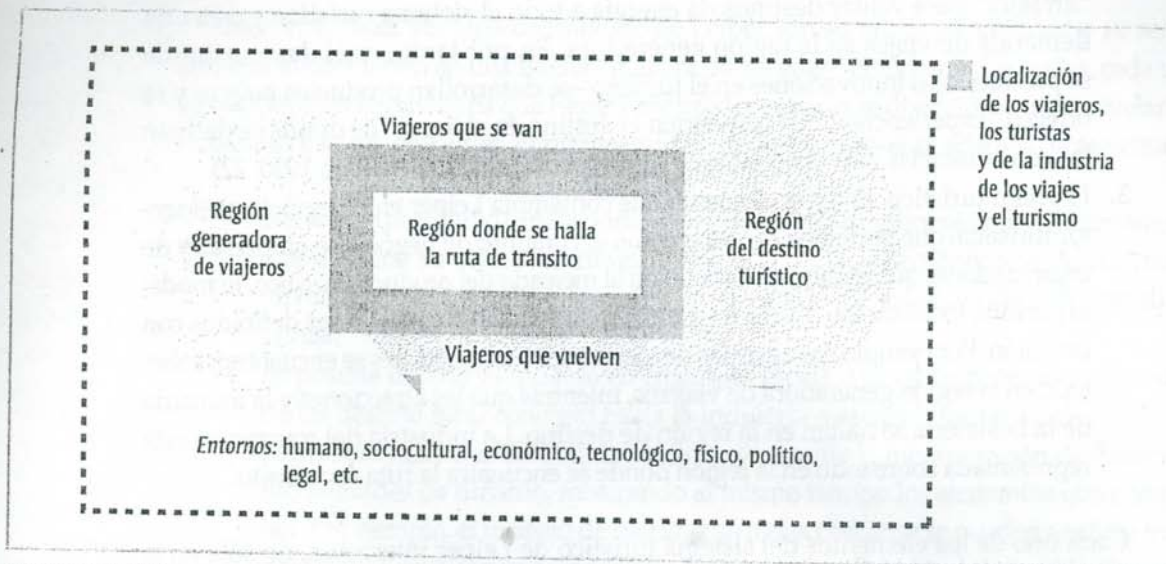 Localización
de los viajeros,
los turistas
y de la industria
de los viajes
y el turismo
Viajeros que se van
Región
generadora
de viajeros
Región donde se halla
la ruta de tránsito
Región
del destino
turístico
Viajeros que vuelven
Entornos: humano, sociocultural, económico, tecnológico, físico, político,
legal, etc.